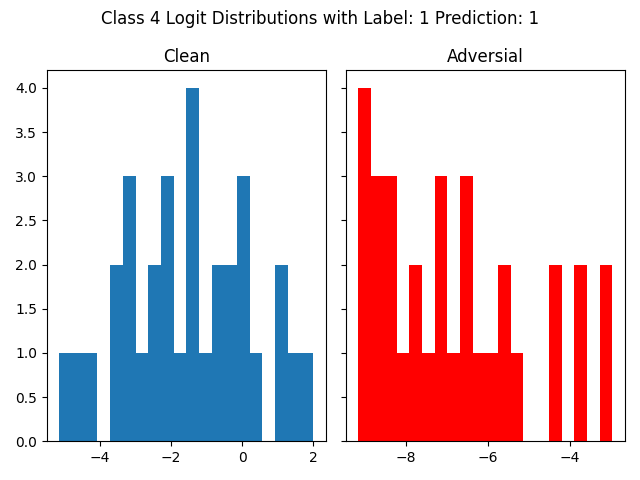 Class 4 Logit Distributions with Label: 1 Prediction: 1
Clean
Adversial
4.0
3.5
3.0
2.5
2.0
1.5
1.0
0.5
0.0
−4 −2 0 2
−8 −6 −4